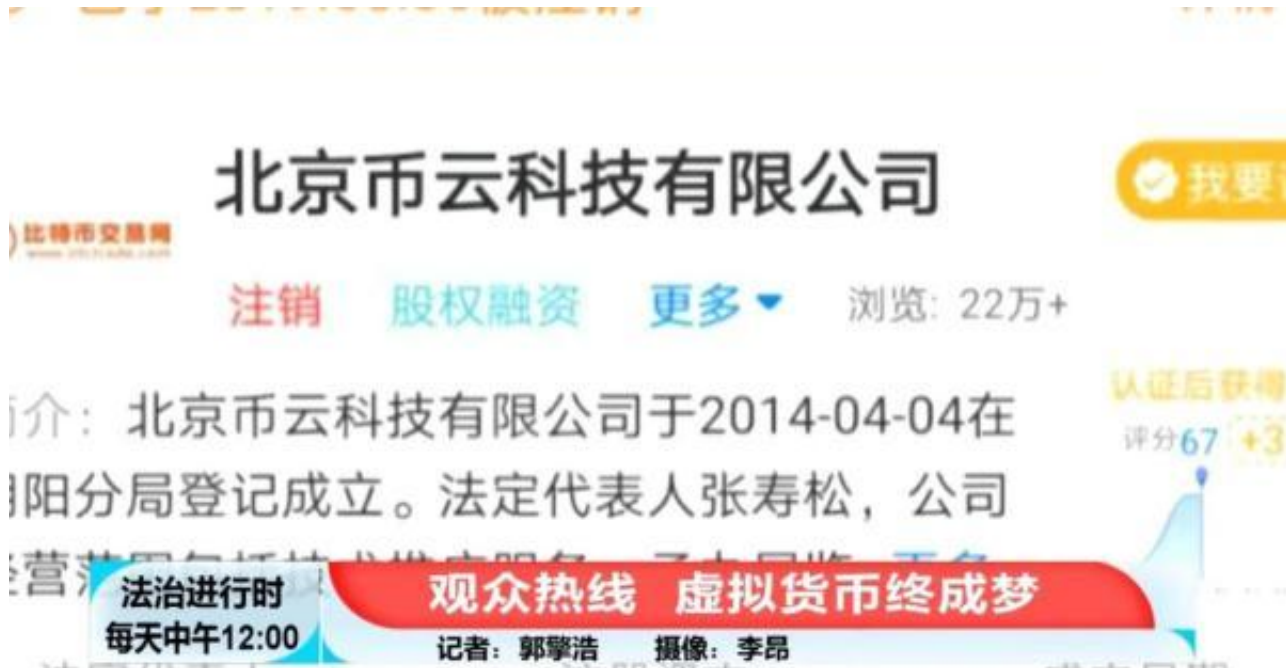 北京币云科技有限公司
我要
比特币交易网
注销 股权融资 更多 浏览: 22万+
介: 北京币云科技有限公司于2014-04-04在
阳分局登记成立。法定代表人张寿松，公司
认证后获得
评分67 +3
法治进行时
每天中午12:00
观众热线 虚拟货币终成梦
记者: 郭擎浩 摄像: 李昂